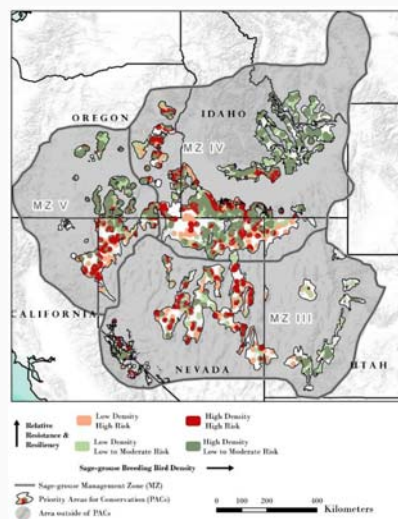 OREGON
IDAHO
MZ IV
MZ V
MZ III
CALIFORNIA
NEVADA
UTAH
Relative
Resistance &
Resiliency
Low Density
High Risk
High Density
High Risk
Low Density
Low to Moderate Risk
High Density
Low to Moderate Risk
Sage-grouse Breeding Bird Density
Sage-grouse Management Zone (MZ)
Priority Areas for Conservation (PACs)
Area outside of PACs
0 100 200 400
Kilometers